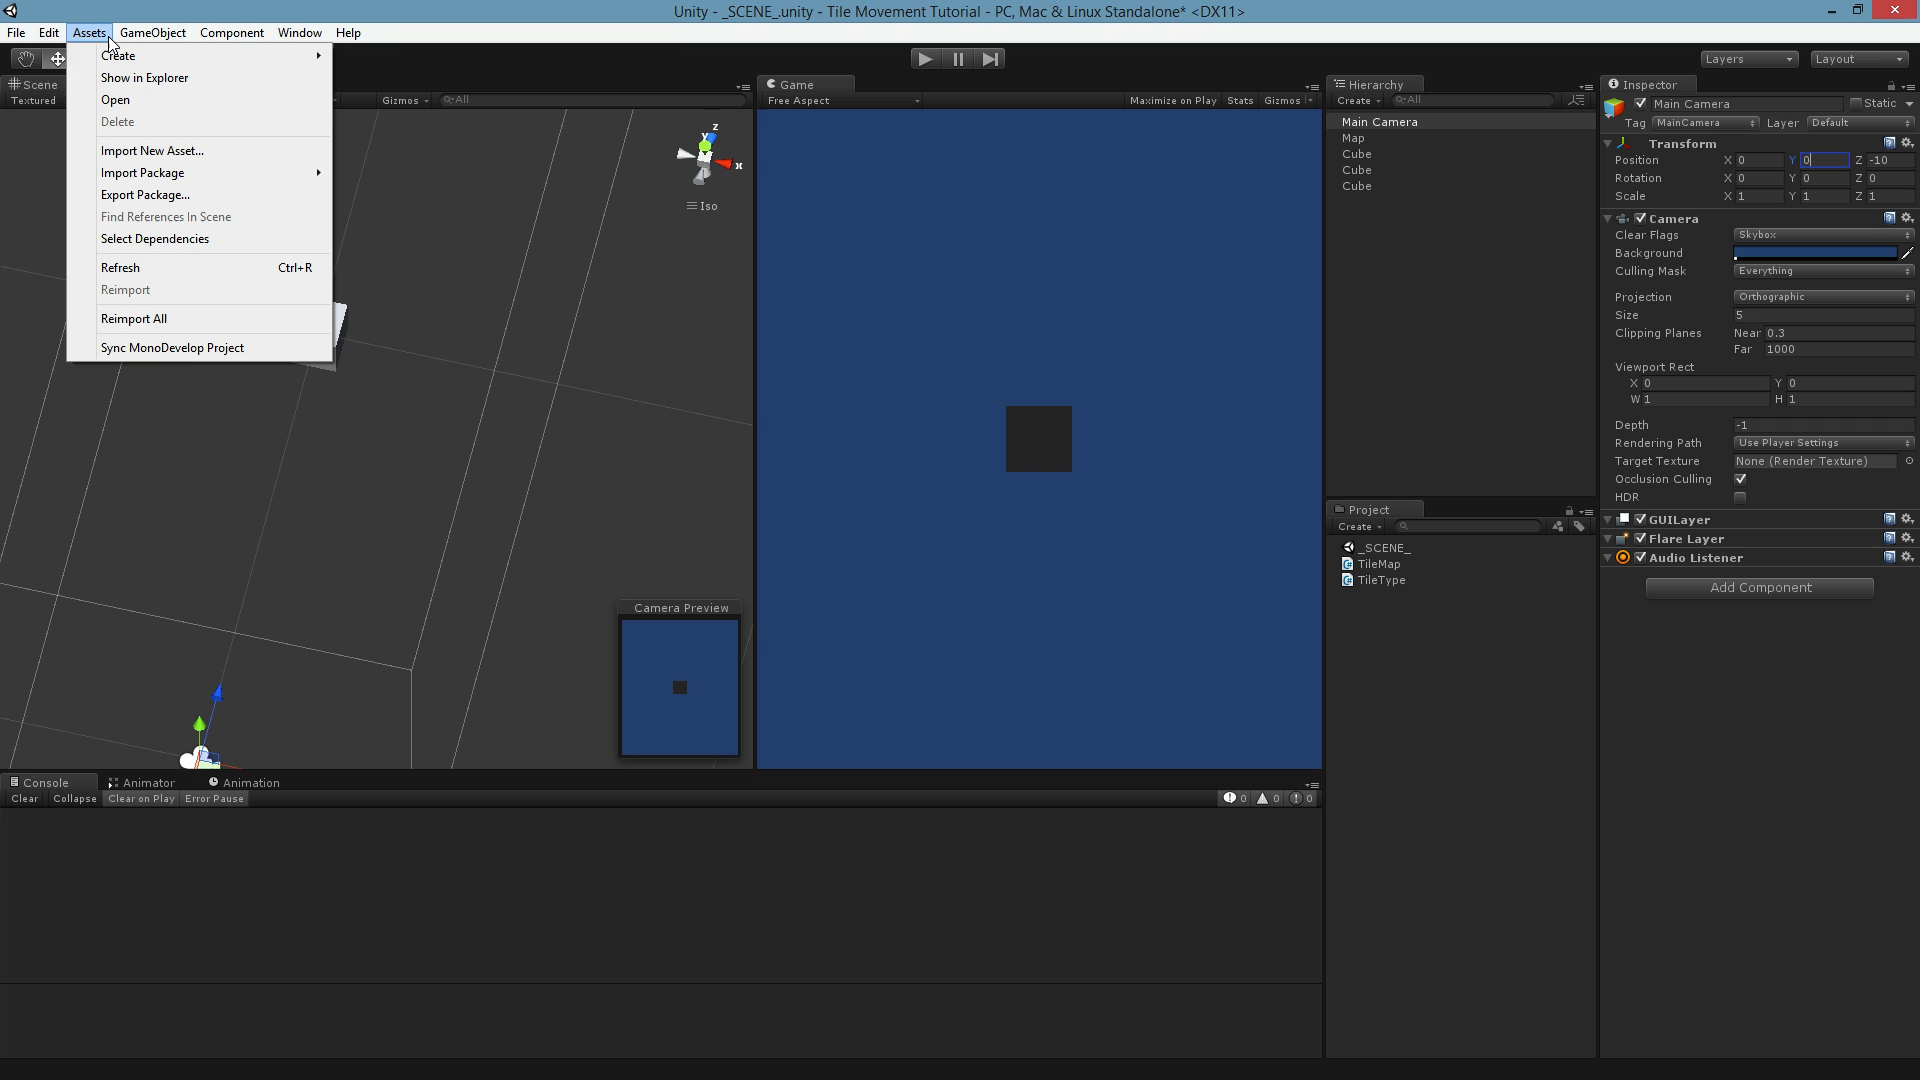 Unity - _SCENE_.unity - Tile Movement Tutorial - PC, Mac & Linux Standalone* <DX11>
File Edit Assets GameObject Component Window Help
Create
Show in Explorer
Open
Delete
Import New Asset...
Import Package
Export Package...
Find References In Scene
Select Dependencies
Refresh Ctrl+R
Reimport
Reimport All
Sync MonoDevelop Project
Layers Layout
Scene
Textured Gizmos All
z
y
x
Iso
Camera Preview
Game
Free Aspect Maximize on Play Stats Gizmos
Hierarchy
Create All
Main Camera
Map
Cube
Cube
Cube
Project
Create
_SCENE_
TileMap
TileType
Inspector
Main Camera Static
Tag MainCamera Layer Default
Transform
Position X 0 Y 0 Z -10
Rotation X 0 Y 0 Z 0
Scale X 1 Y 1 Z 1
Camera
Clear Flags Skybox
Background
Culling Mask Everything
Projection Orthographic
Size 5
Clipping Planes Near 0.3
Far 1000
Viewport Rect
X 0 Y 0
W 1 H 1
Depth -1
Rendering Path Use Player Settings
Target Texture None (Render Texture)
Occlusion Culling
HDR
GUILayer
Flare Layer
Audio Listener
Add Component
Console Animator Animation
Clear Collapse Clear on Play Error Pause 0 0 0